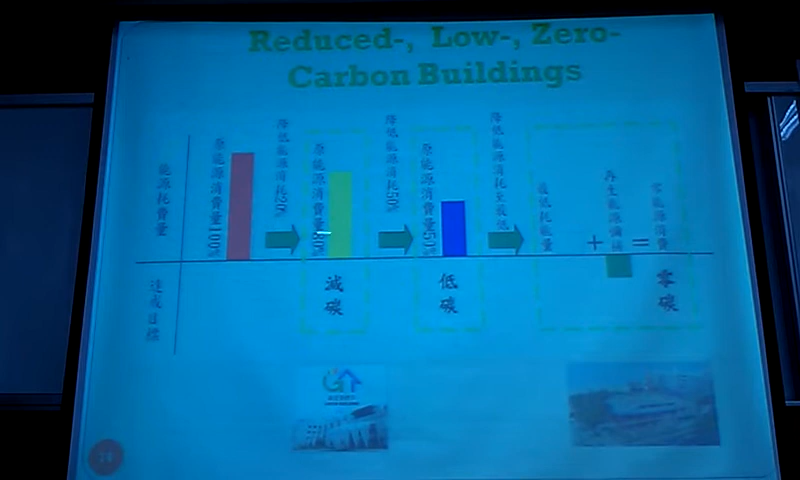 Reduced-, Low-, Zero-
Carbon Buildings
能源耗費量
原能源消費量100%
降低能源消耗20%
原能源消費量80%
降低能源消耗50%
原能源消費量50%
降低能源消耗至最低
最低耗能量
+
再生能源彌補
=
零能源消費
達成目標
減碳
低碳
零碳